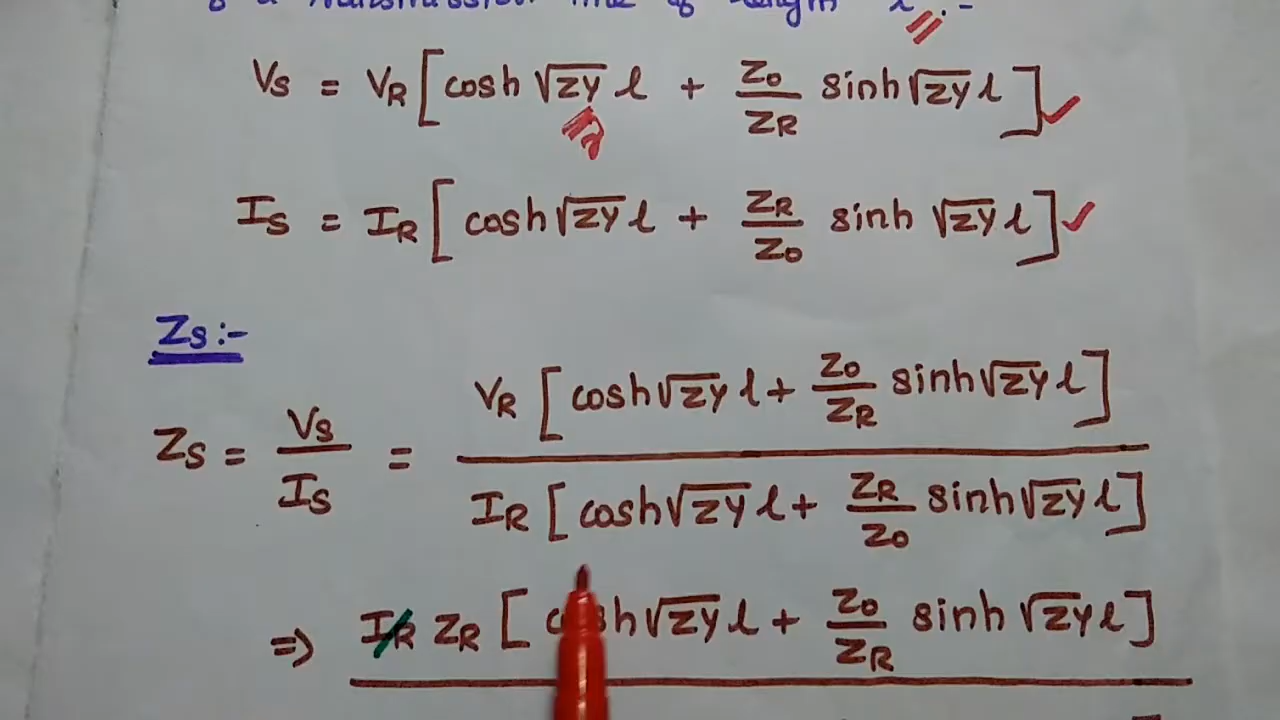 of length l :-
VS = VR [cosh √ZY l + Z0/ZR sinh √ZY l]
IS = IR [cosh √ZY l + ZR/Z0 sinh √ZY l]
ZS :-
ZS = VS/IS = VR [cosh √ZY l + Z0/ZR sinh √ZY l] / IR [cosh √ZY l + ZR/Z0 sinh √ZY l]
⇒ IR ZR [cosh √ZY l + Z0/ZR sinh √ZY l]